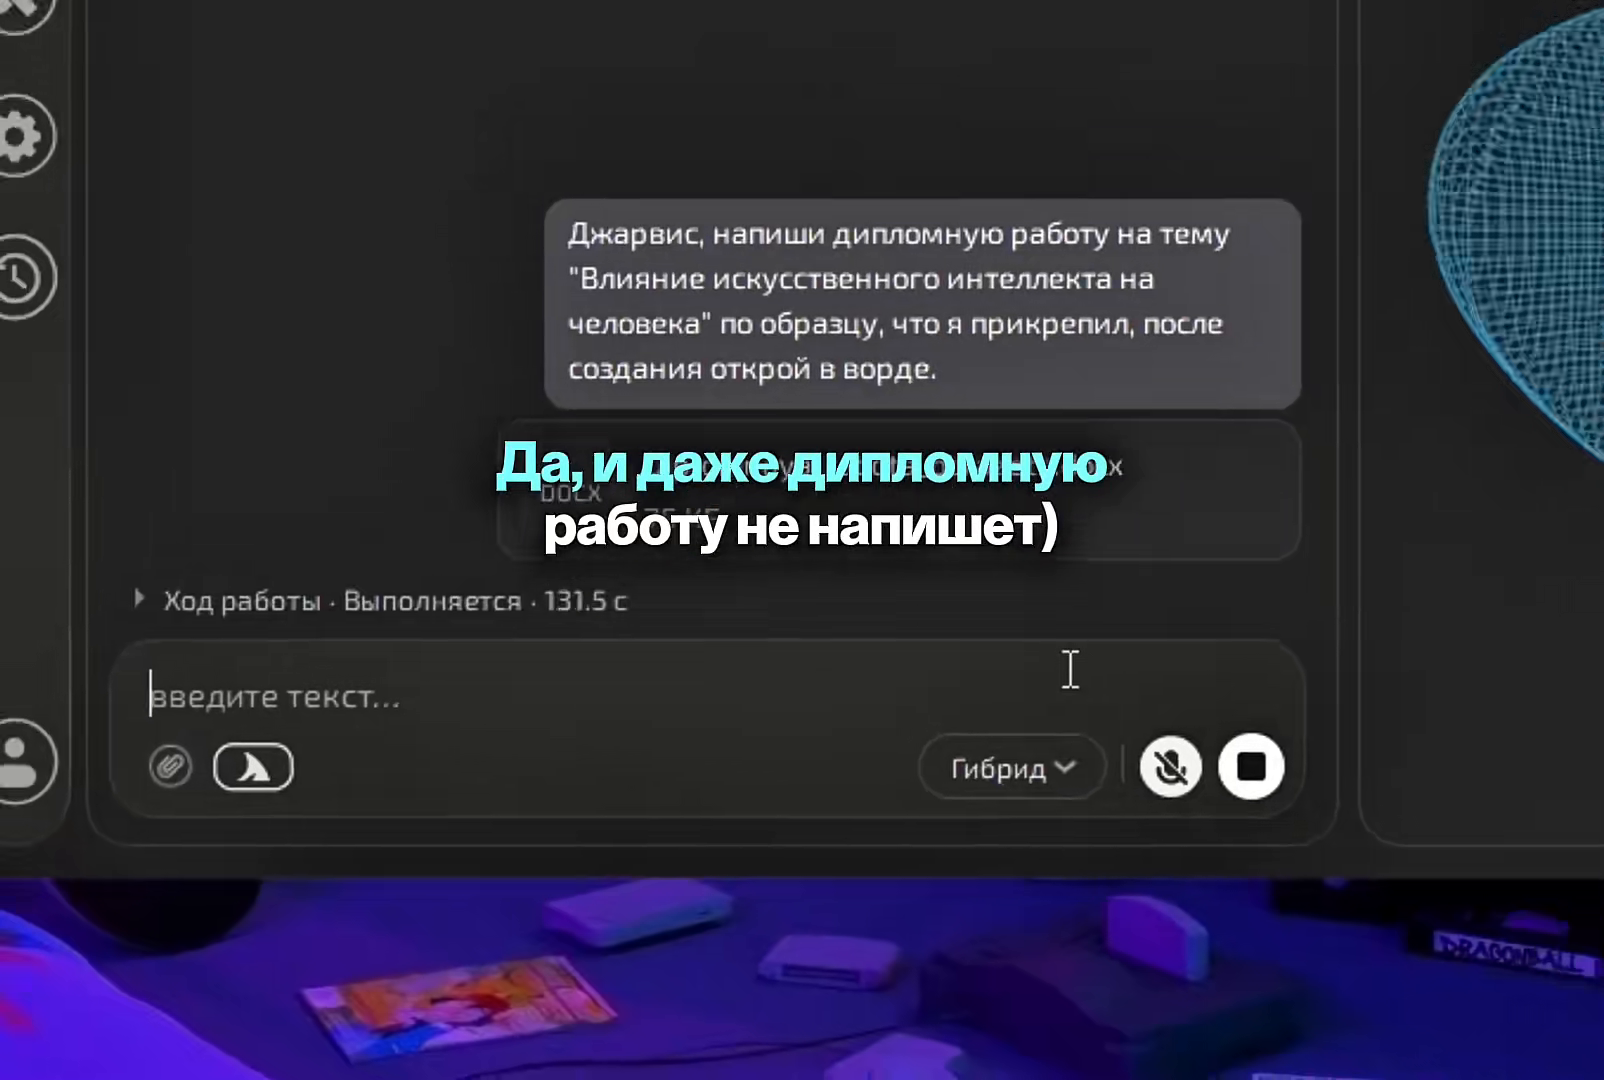 Джарвис, напиши дипломную работу на тему
"Влияние искусственного интеллекта на
человека" по образцу, что я прикрепил, после
создания открой в ворде.
Да, и даже дипломную
работу не напишет)
DOCX
Ход работы · Выполняется · 131.5 с
введите текст...
Гибрид
DRAGONBALL